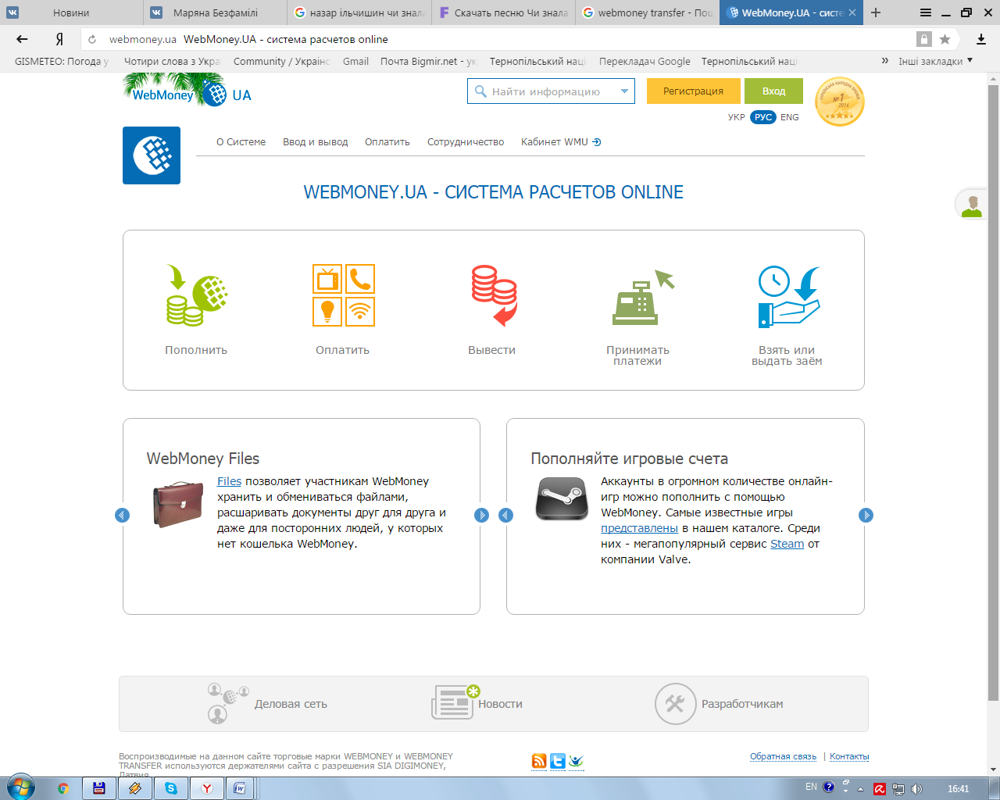 Новини
Маряна Безфамілі
назар ільчишин чи знала
Скачать песню Чи знала
webmoney transfer - Пош
WebMoney.UA - систе
Я
webmoney.ua WebMoney.UA - система расчетов online
GISMETEO: Погода у
Чотири слова з Украї
Community / Українс
Gmail
Почта Bigmir.net - ук
Тернопільський наці
Перекладач Google
Тернопільський наці
» Інші закладки
WebMoney UA
Найти информацию
Регистрация
Вход
УКР РУС ENG
№1
2016
О Системе
Ввод и вывод
Оплатить
Сотрудничество
Кабинет WMU
WEBMONEY.UA - СИСТЕМА РАСЧЕТОВ ONLINE
Пополнить
Оплатить
Вывести
Принимать
платежи
Взять или
выдать заём
WebMoney Files
Files позволяет участникам WebMoney
хранить и обмениваться файлами,
расшаривать документы друг для друга и
даже для посторонних людей, у которых
нет кошелька WebMoney.
Пополняйте игровые счета
Аккаунты в огромном количестве онлайн-
игр можно пополнить с помощью
WebMoney. Самые известные игры
представлены в нашем каталоге. Среди
них - мегапопулярный сервис Steam от
компании Valve.
Деловая сеть
Новости
Разработчикам
Воспроизводимые на данном сайте торговые марки WEBMONEY и WEBMONEY
TRANSFER используются держателями сайта с разрешения SIA DIGIMONEY,
Латвия
Обратная связь | Контакты
EN
16:41